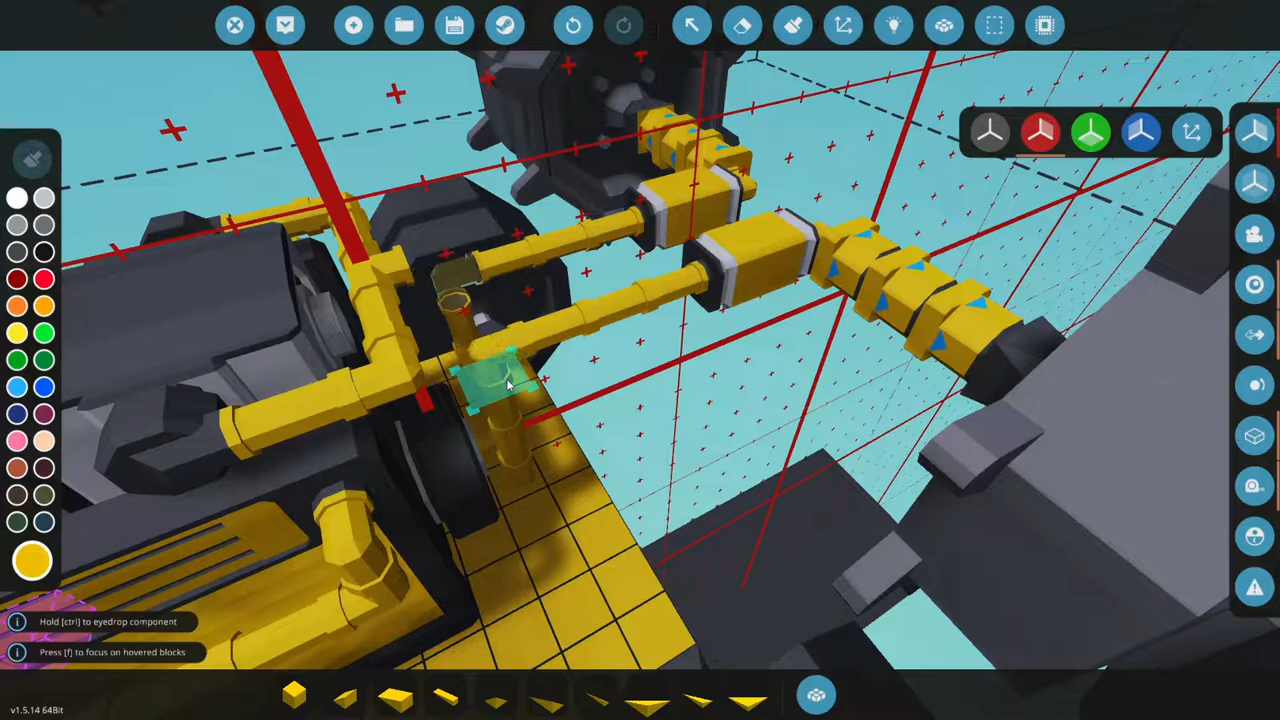 Hold [ctrl] to eyedrop component
Press [f] to focus on hovered blocks
v1.5.14 64Bit